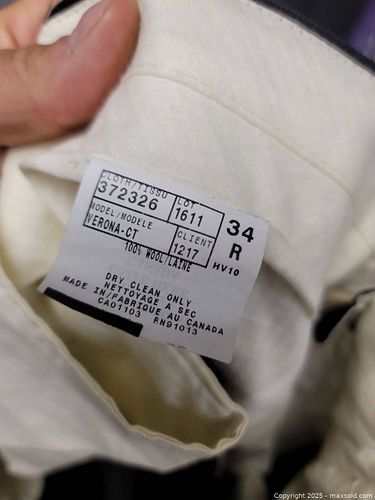 CLOTH/TISSU
372326
LOT
1611
34
R
MODEL/MODELE
VERONA-CT
CLIENT
1217
HV10
100% WOOL/LAINE
DRY CLEAN ONLY
NETTOYAGE A SEC
MADE IN/FABRIQUE AU CANADA
CA01103 RN91013
Copyright 2025 - maxsold.com